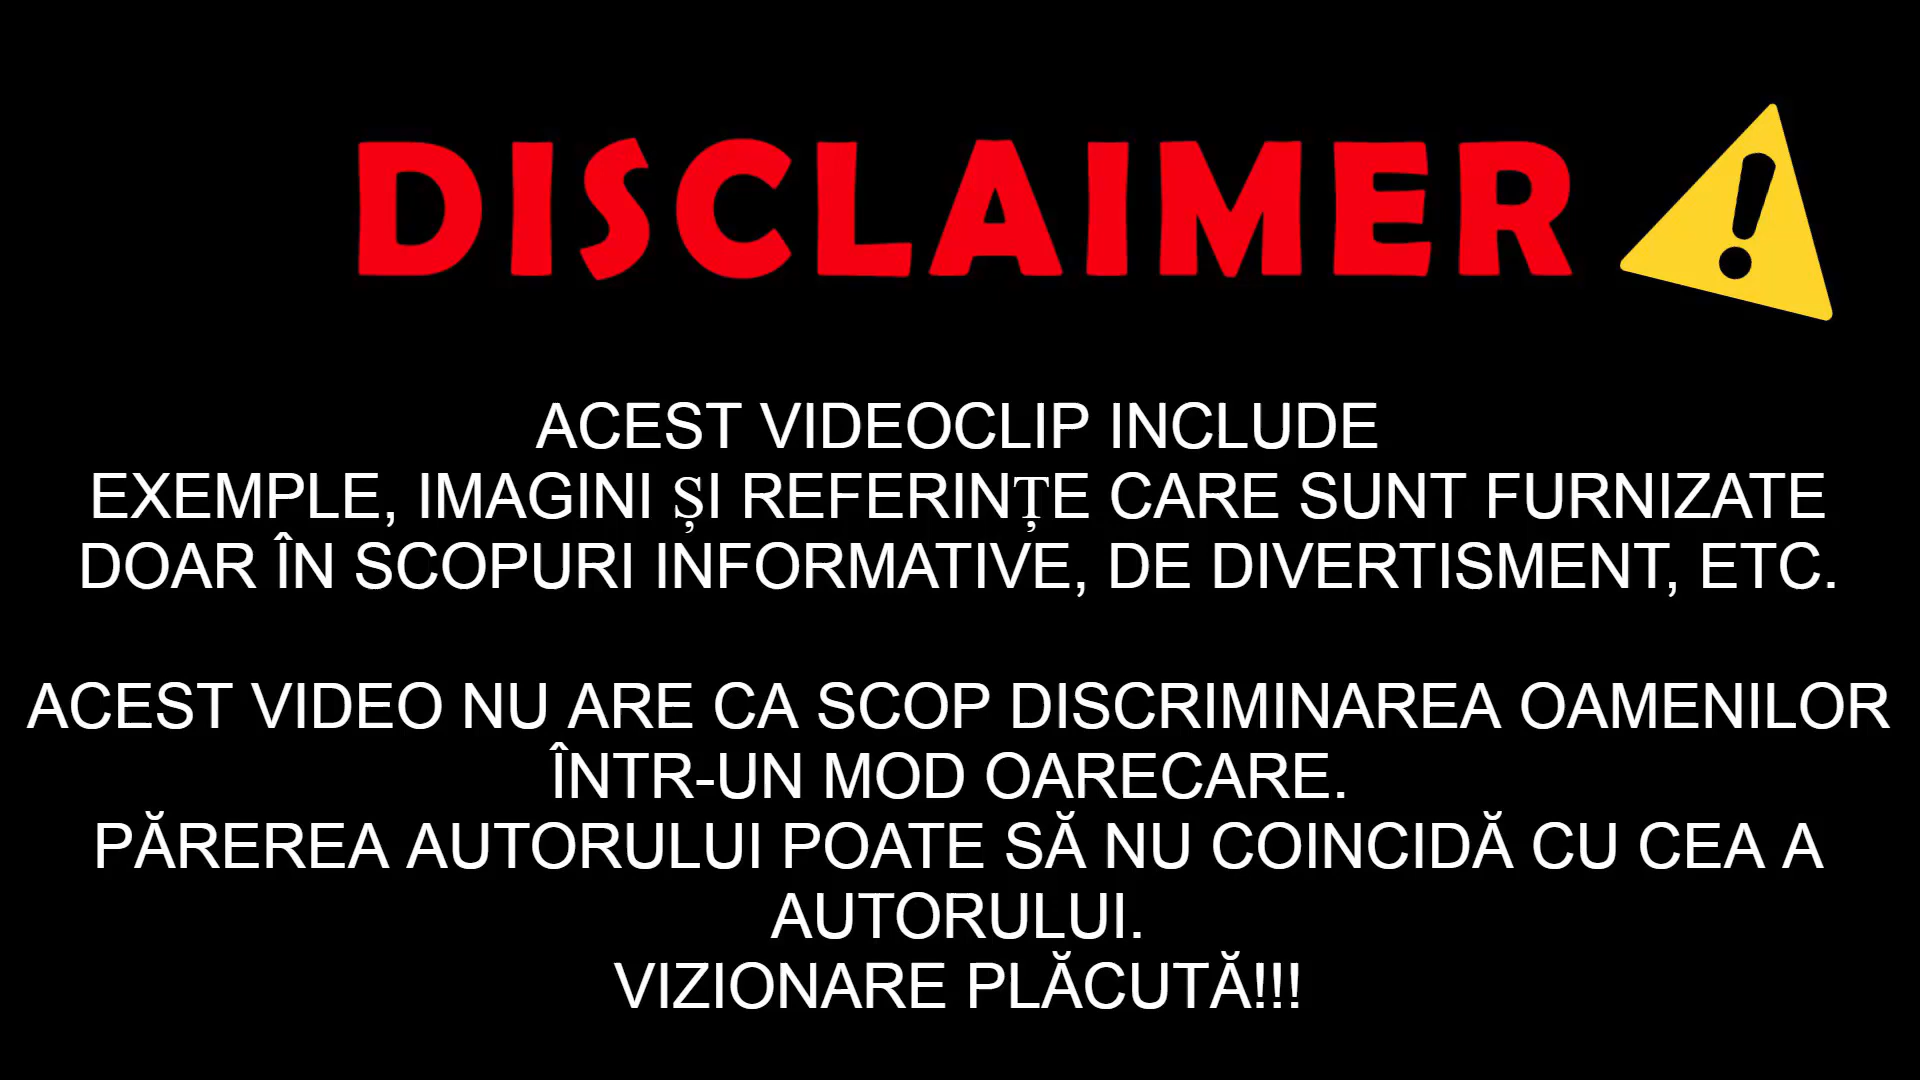 DISCLAIMER
ACEST VIDEOCLIP INCLUDE
EXEMPLE, IMAGINI ȘI REFERINȚE CARE SUNT FURNIZATE
DOAR ÎN SCOPURI INFORMATIVE, DE DIVERTISMENT, ETC.
ACEST VIDEO NU ARE CA SCOP DISCRIMINAREA OAMENILOR
ÎNTR-UN MOD OARECARE.
PĂREREA AUTORULUI POATE SĂ NU COINCIDĂ CU CEA A
AUTORULUI.
VIZIONARE PLĂCUTĂ!!!